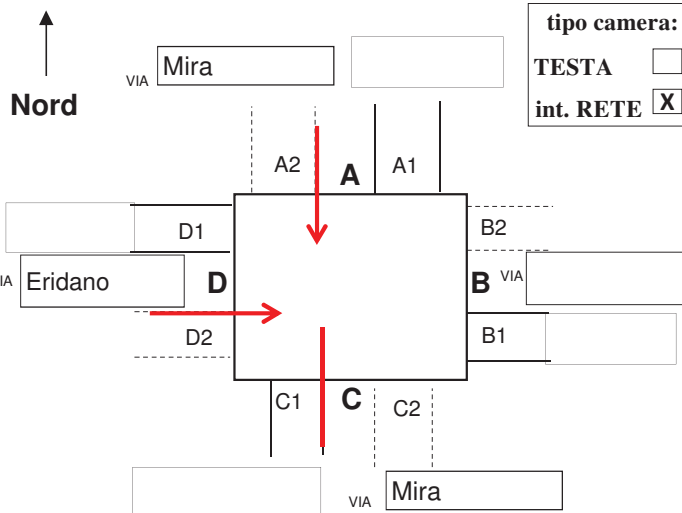 tipo camera:
VIA Mira
TESTA
Nord
int. RETE X
A2 A A1
D1 B2
VIA Eridano D B VIA
D2 B1
C1 C C2
VIA Mira